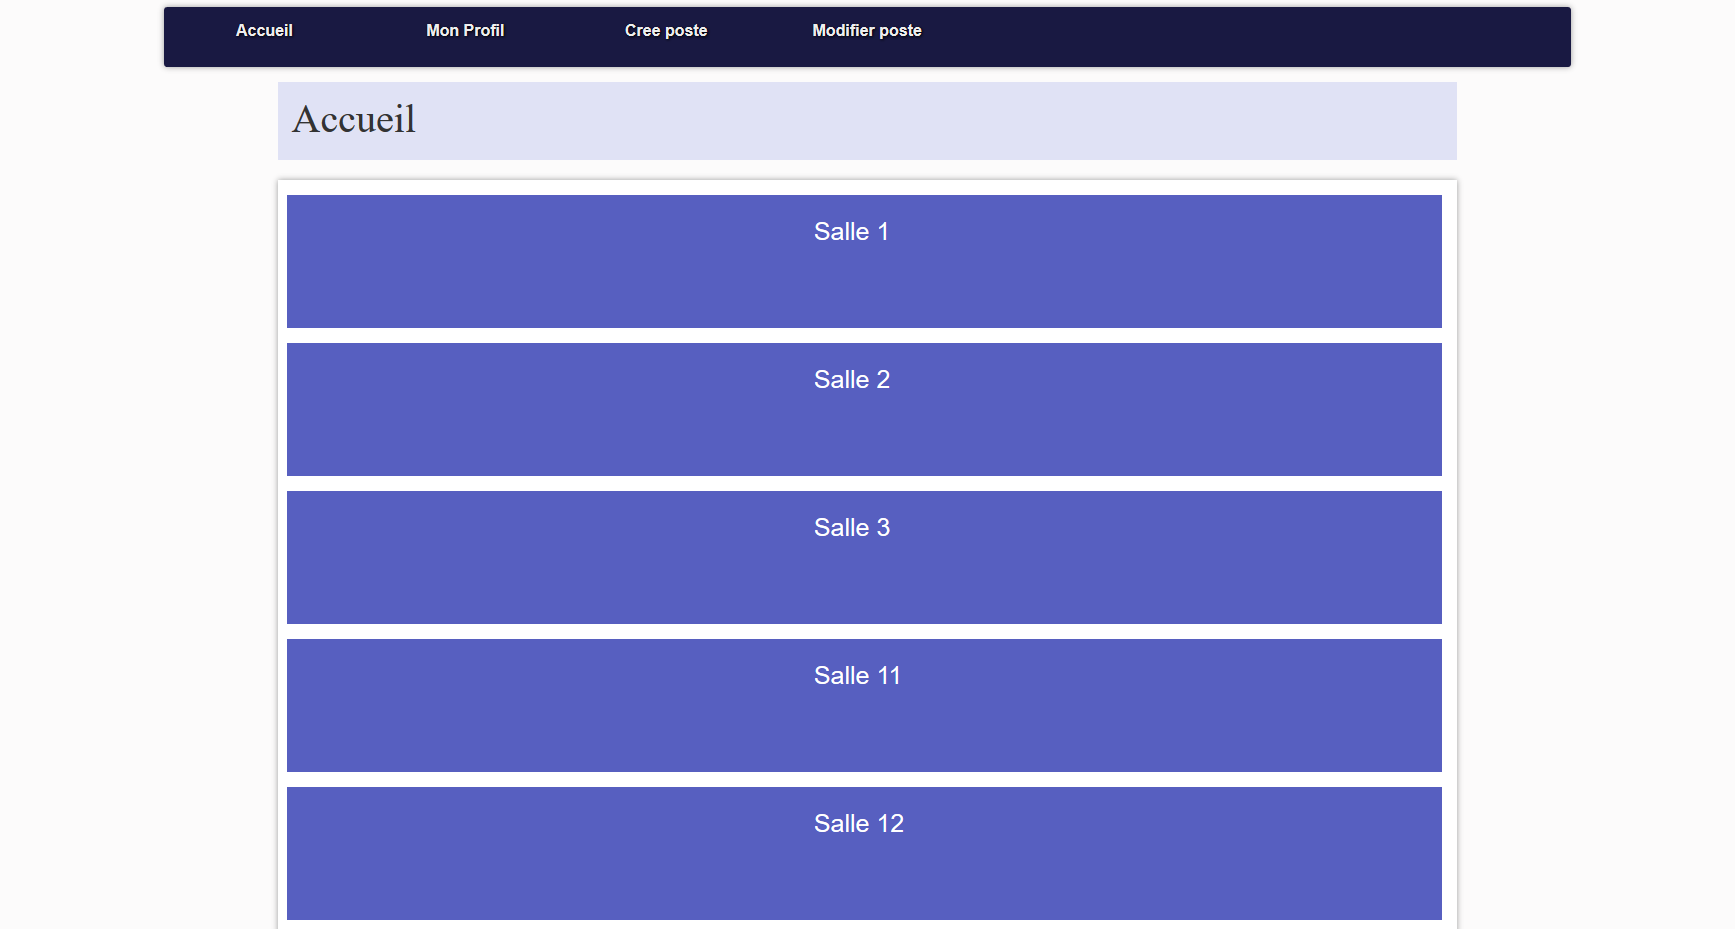 Accueil Mon Profil Cree poste Modifier poste
Accueil
Salle 1
Salle 2
Salle 3
Salle 11
Salle 12